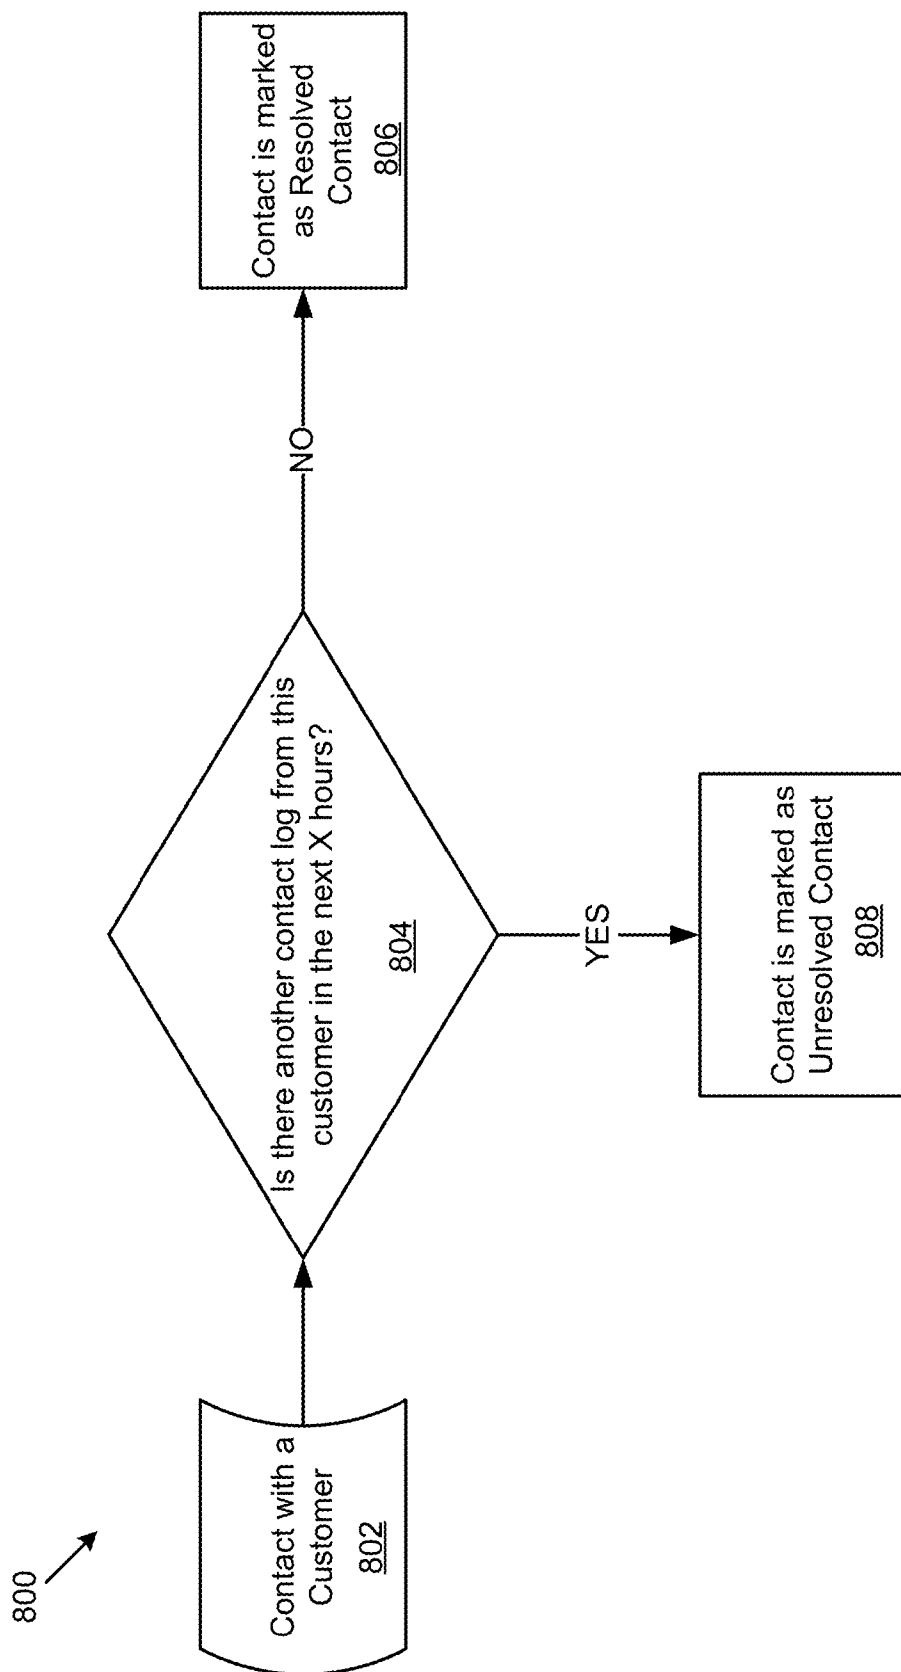 800
Contact with a
Customer
802
Is there another contact log from this
customer in the next X hours?
804
NO
Contact is marked
as Resolved
Contact
806
YES
Contact is marked as
Unresolved Contact
808